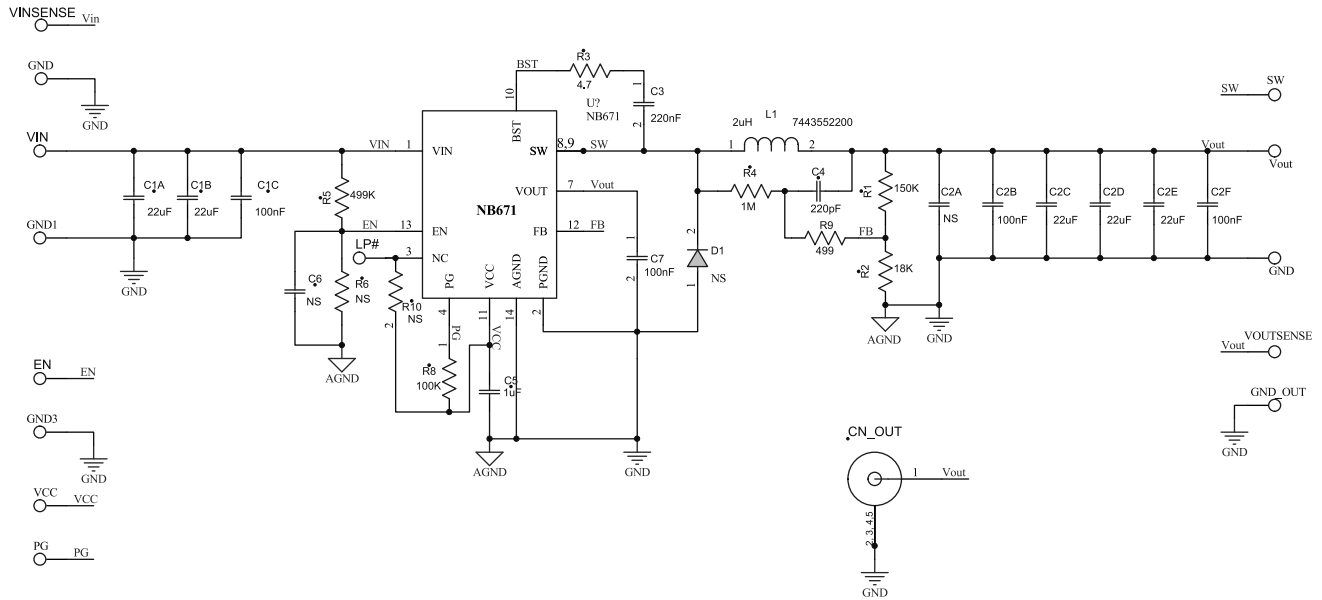 VINSENSE
Vin
GND
GND
VIN
VIN
1
VIN
C1A
22uF
C1B
22uF
C1C
100nF
GND1
GND
R5
499K
EN
13
EN
LP#
3
NC
C6
NS
R6
NS
AGND
R10
NS
2
BST
10
BST
R3
4.7
1
C3
2
220nF
U?
NB671
NB671
SW
8,9
SW
VOUT
7
Vout
FB
12
FB
PG
VCC
AGND
PGND
4
11
14
2
PG
VCC
1
R8
100K
C5
1uF
AGND
1
C7
100nF
2
GND
2uH
L1
7443552200
1
2
R4
1M
C4
220pF
R9
499
FB
R1
150K
R2
18K
AGND
2
D1
NS
1
C2A
NS
C2B
100nF
C2C
22uF
C2D
22uF
C2E
22uF
C2F
100nF
GND
SW
SW
Vout
Vout
GND
VOUTSENSE
Vout
GND_OUT
GND
EN
EN
GND3
GND
VCC
VCC
PG
PG
CN_OUT
1
Vout
2, 3, 4,5
GND